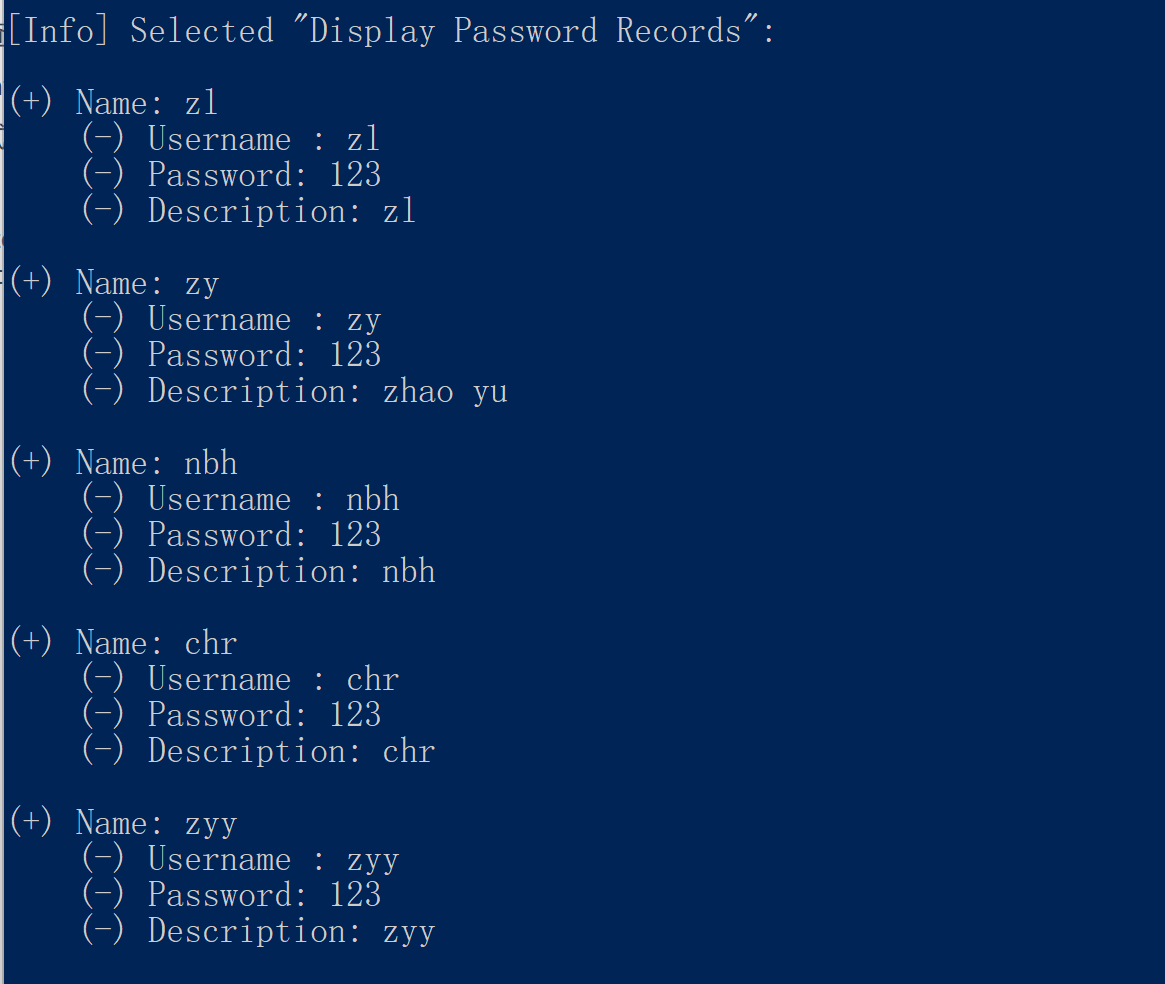 [Info] Selected "Display Password Records":
(+) Name: zl
(-) Username : zl
(-) Password: 123
(-) Description: zl
(+) Name: zy
(-) Username : zy
(-) Password: 123
(-) Description: zhao yu
(+) Name: nbh
(-) Username : nbh
(-) Password: 123
(-) Description: nbh
(+) Name: chr
(-) Username : chr
(-) Password: 123
(-) Description: chr
(+) Name: zyy
(-) Username : zyy
(-) Password: 123
(-) Description: zyy